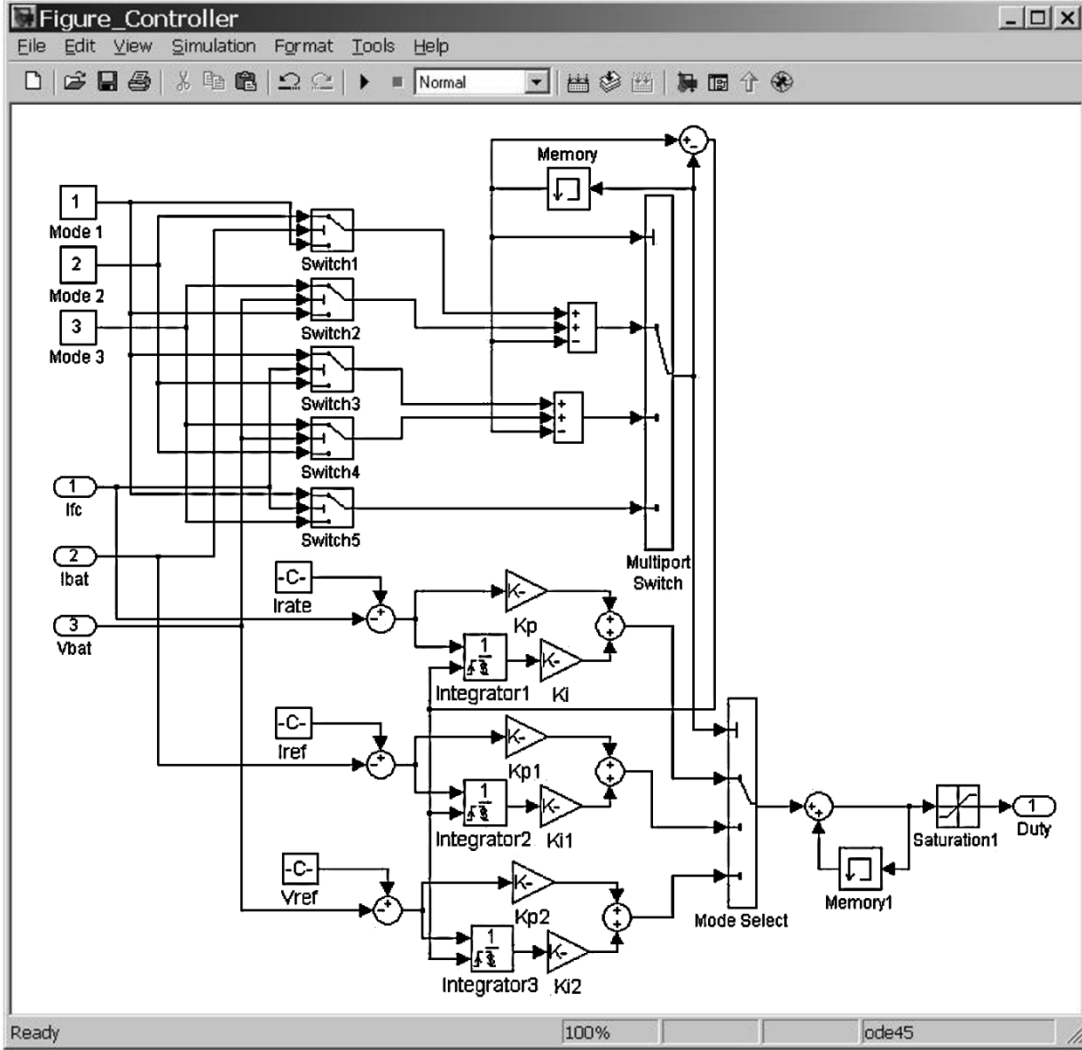 Figure_Controller
File Edit View Simulation Format Tools Help
Normal
Memory
1
Mode 1
2
Mode 2
3
Mode 3
Switch1
Switch2
Switch3
Switch4
Switch5
1
Ifc
2
Ibat
3
Vbat
Multiport
Switch
-C-
Irate
K-
Kp
1
s
Integrator1
K-
Ki
-C-
Iref
K-
Kp1
1
s
Integrator2
K-
Ki1
-C-
Vref
K-
Kp2
1
s
Integrator3
K-
Ki2
Mode Select
Memory1
Saturation1
1
Duty
Ready 100% ode45